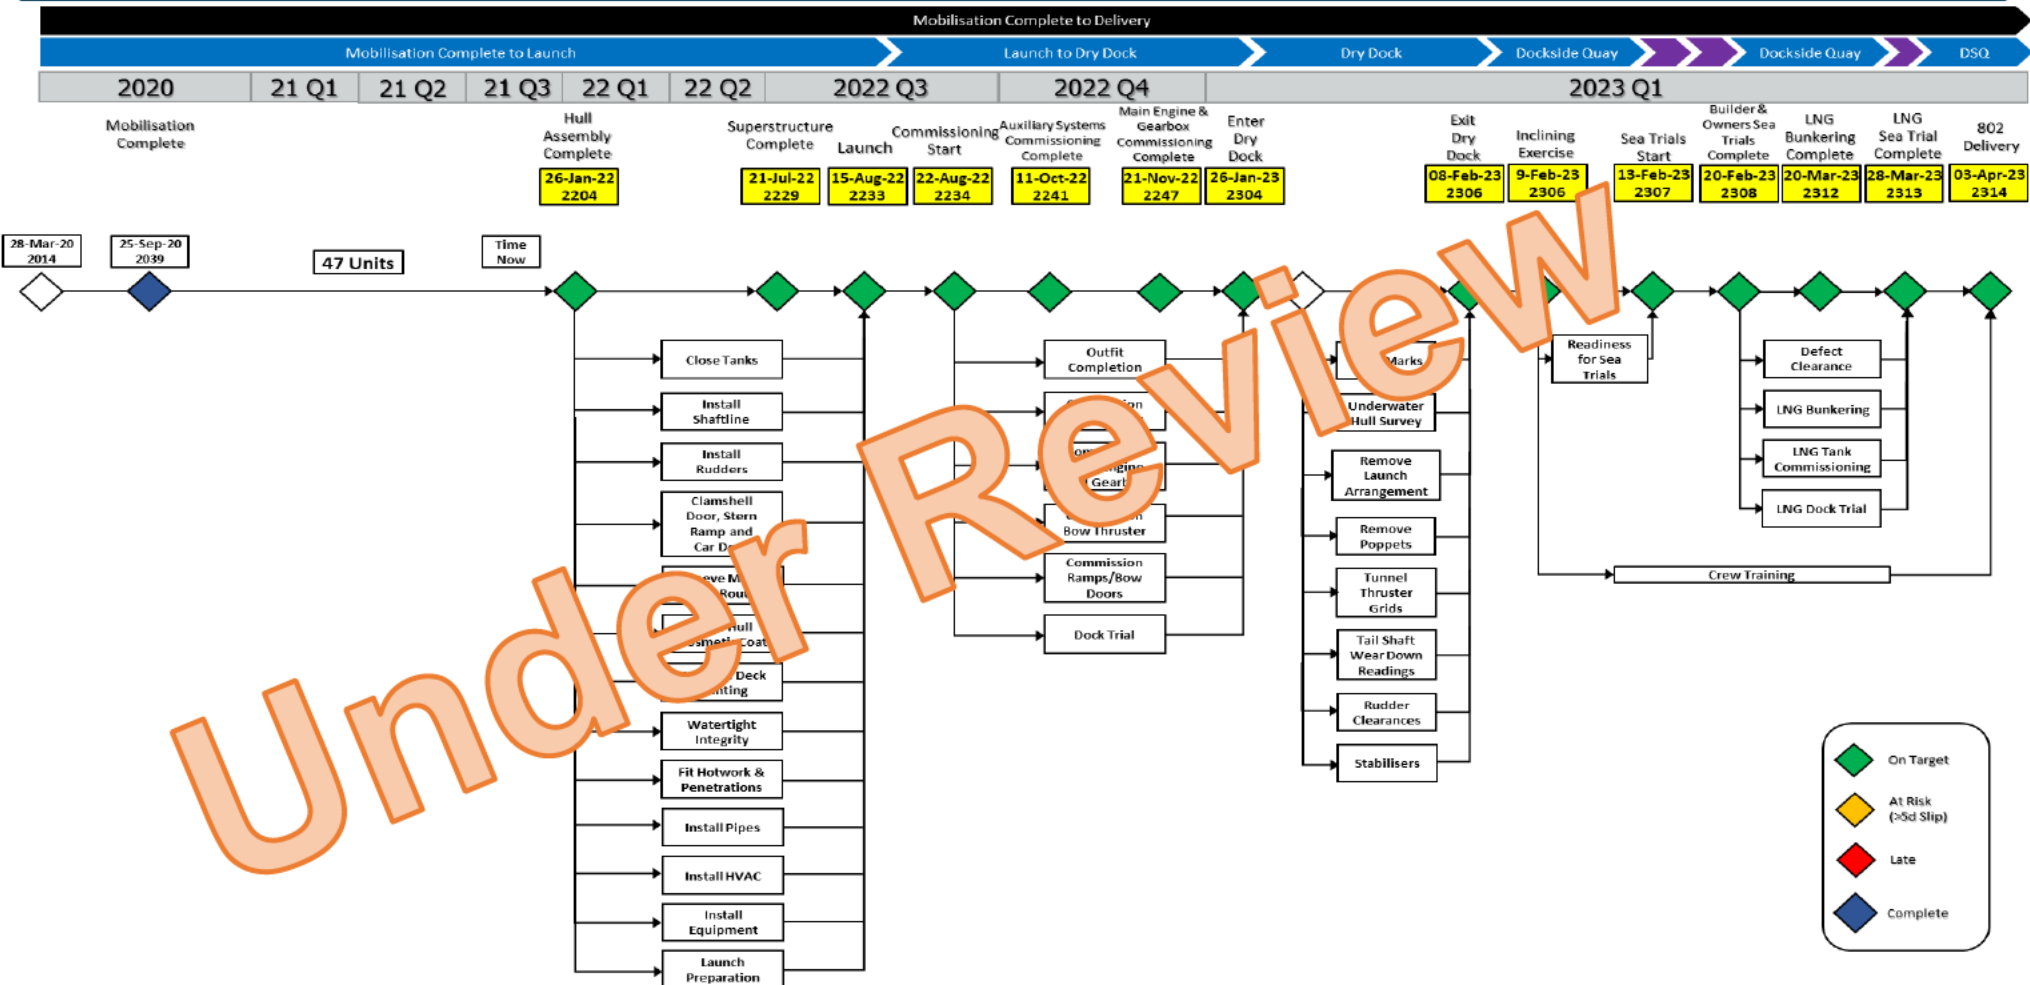 Mobilisation Complete to Delivery
Mobilisation Complete to Launch
Launch to Dry Dock
Dry Dock
Dockside Quay
Dockside Quay
DSQ
2020
21 Q1
21 Q2
21 Q3
22 Q1
22 Q2
2022 Q3
2022 Q4
2023 Q1
Mobilisation
Complete
Hull
Assembly
Complete
26-Jan-22
2204
Superstructure
Complete
21-Jul-22
2229
Launch
15-Aug-22
2233
Commissioning
Start
22-Aug-22
2234
Auxiliary Systems
Commissioning
Complete
11-Oct-22
2241
Main Engine &
Gearbox
Commissioning
Complete
21-Nov-22
2247
Enter
Dry
Dock
26-Jan-23
2304
Exit
Dry
Dock
08-Feb-23
2306
Inclining
Exercise
9-Feb-23
2306
Sea Trials
Start
13-Feb-23
2307
Builder &
Owners Sea
Trials
Complete
20-Feb-23
2308
LNG
Bunkering
Complete
20-Mar-23
2312
LNG
Sea Trial
Complete
28-Mar-23
2313
802
Delivery
03-Apr-23
2314
28-Mar-20
2014
25-Sep-20
2039
47 Units
Time
Now
Close Tanks
Install
Shaftline
Install
Rudders
Clamshell
Door, Stern
Ramp and
Car
Hull
Coat
Deck
Watertight
Integrity
Fit Hotwork &
Penetrations
Install Pipes
Install HVAC
Install
Equipment
Launch
Preparation
Outfit
Completion
Bow Thruster
Commission
Ramps/Bow
Doors
Dock Trial
Marks
Underwater
Hull Survey
Remove
Launch
Arrangement
Remove
Poppets
Tunnel
Thruster
Grids
Tail Shaft
Wear Down
Readings
Rudder
Clearances
Stabilisers
Readiness
for Sea
Trials
Defect
Clearance
LNG Bunkering
LNG Tank
Commissioning
LNG Dock Trial
Crew Training
Under Review
On Target
At Risk
(>5d Slip)
Late
Complete